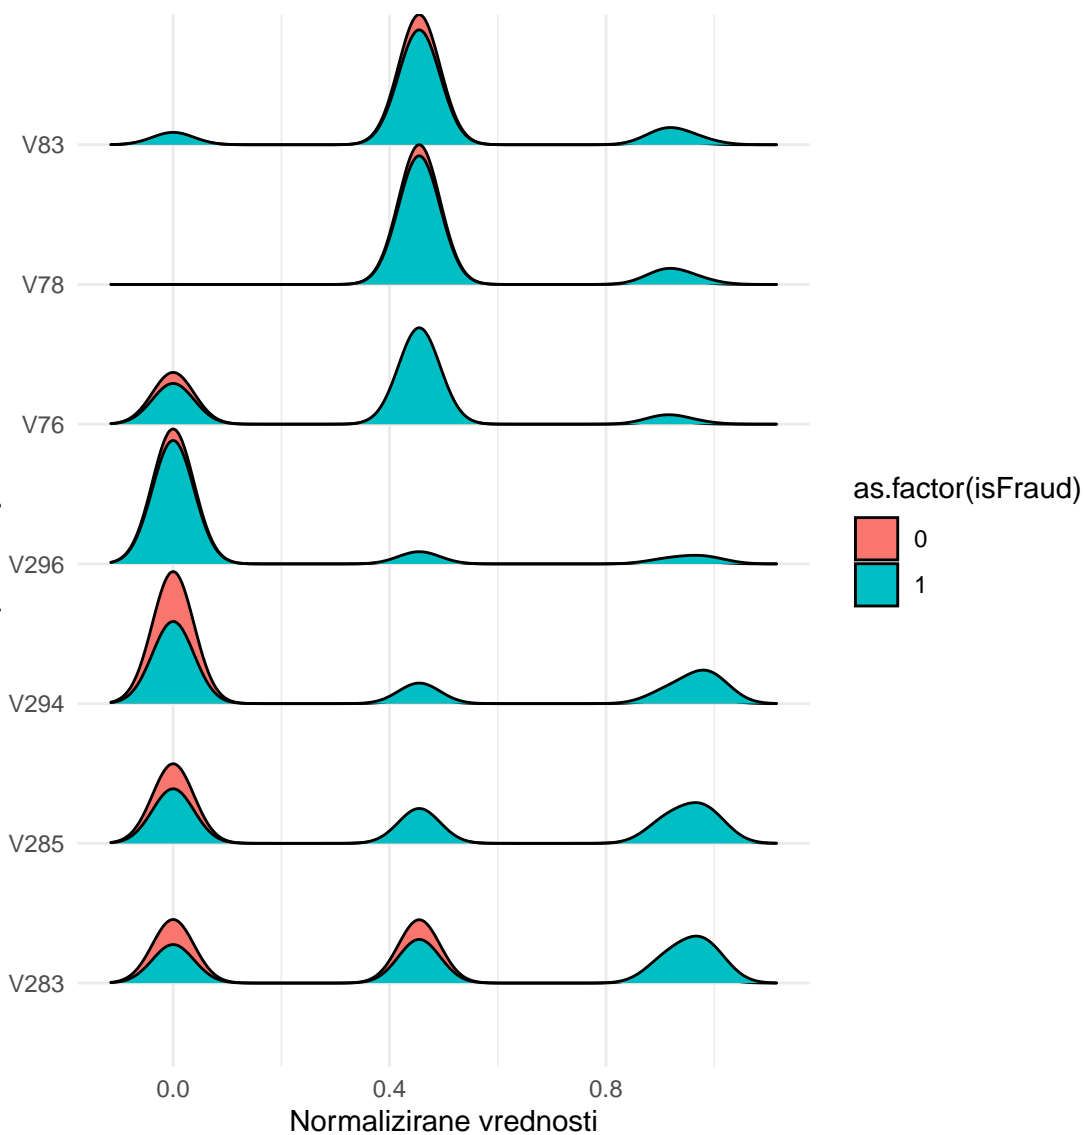 V83
V78
V76
V296
V294
V285
V283
0.0
0.4
0.8
Normalizirane vrednosti
as.factor(isFraud)
0
1